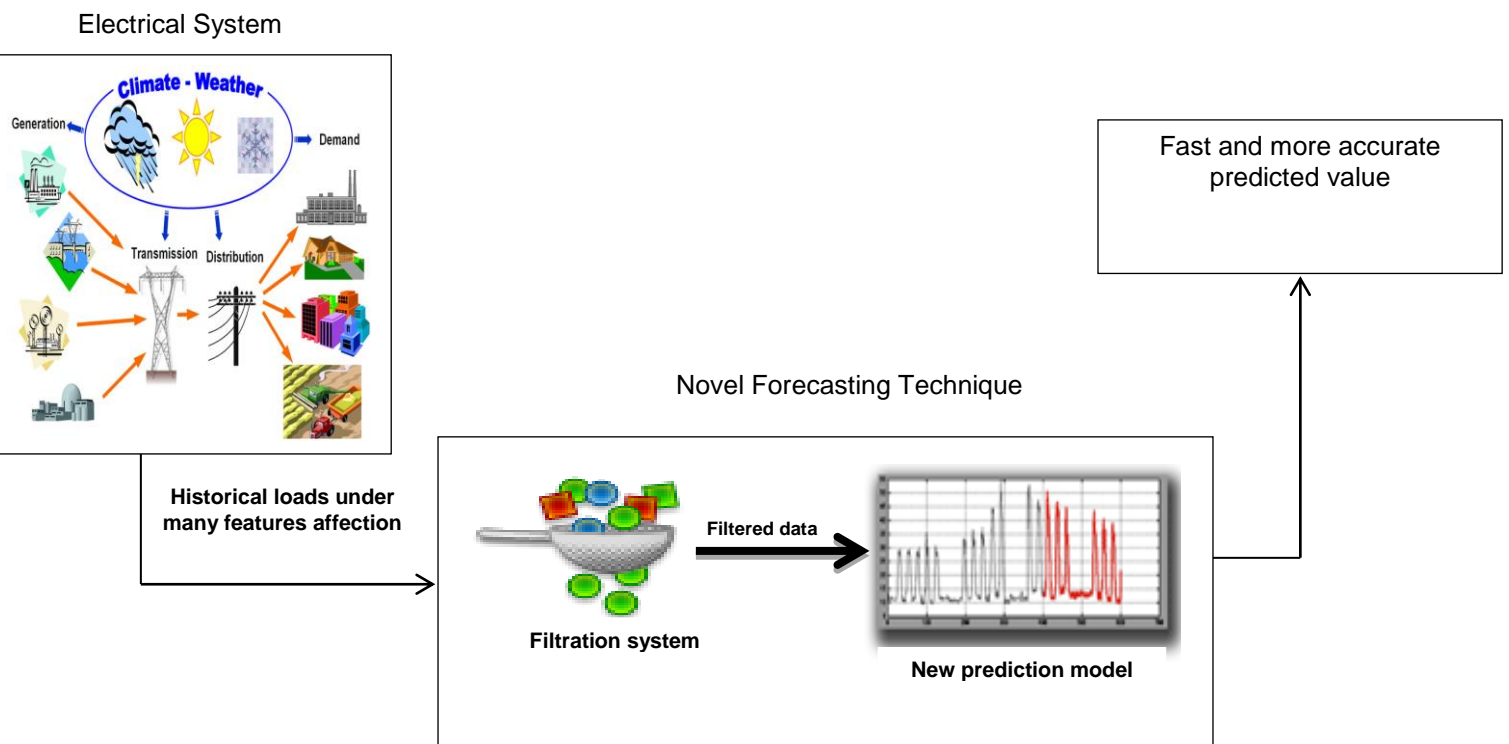 Electrical System
Climate - Weather
Generation
Demand
Transmission
Distribution
Historical loads under
many features affection
Novel Forecasting Technique
Filtered data
Filtration system
New prediction model
Fast and more accurate
predicted value